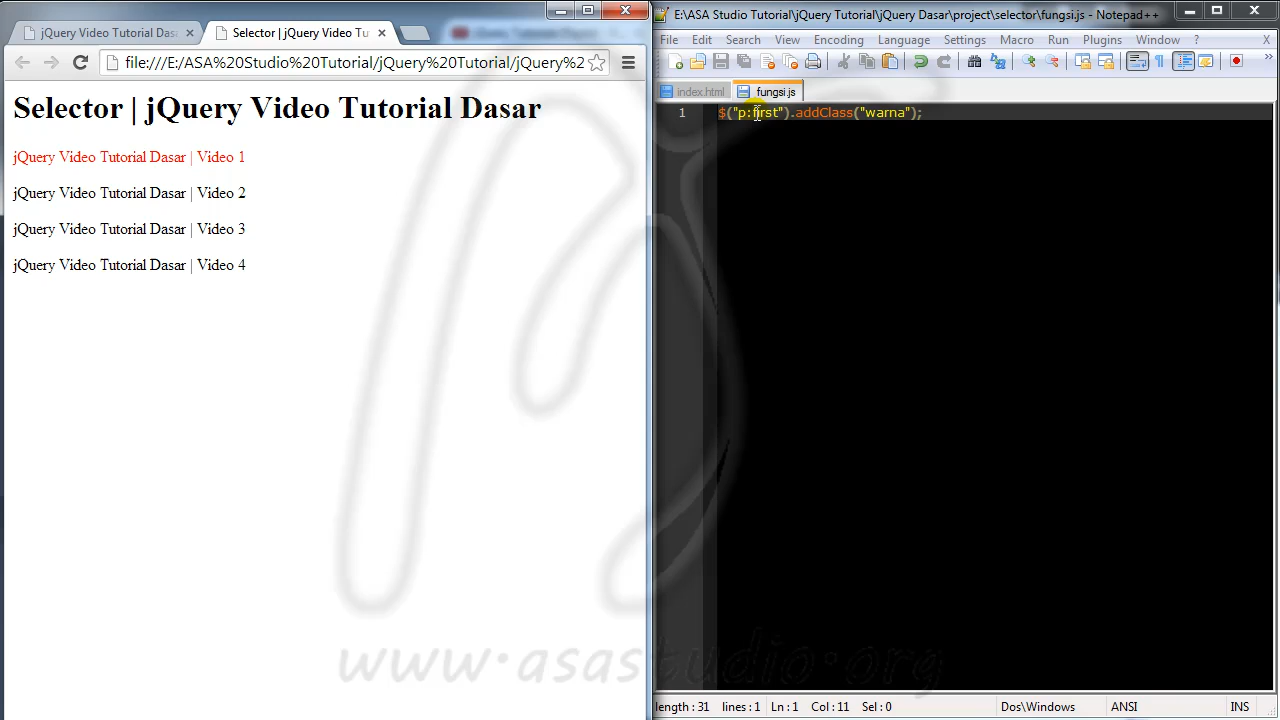 jQuery Video Tutorial Dasar
Selector | jQuery Video Tu
file:///E:/ASA%20Studio%20Tutorial/jQuery%20Tutorial/jQuery%2
Selector | jQuery Video Tutorial Dasar
jQuery Video Tutorial Dasar | Video 1
jQuery Video Tutorial Dasar | Video 2
jQuery Video Tutorial Dasar | Video 3
jQuery Video Tutorial Dasar | Video 4
E:\ASA Studio Tutorial\jQuery Tutorial\jQuery Dasar\project\selector\fungsi.js - Notepad++
File Edit Search View Encoding Language Settings Macro Run Plugins Window ? X
index.html fungsi.js
1 $("p:first").addClass("warna");
length : 31 lines : 1 Ln : 1 Col : 11 Sel : 0 Dos\Windows ANSI INS
www.asastudio.org